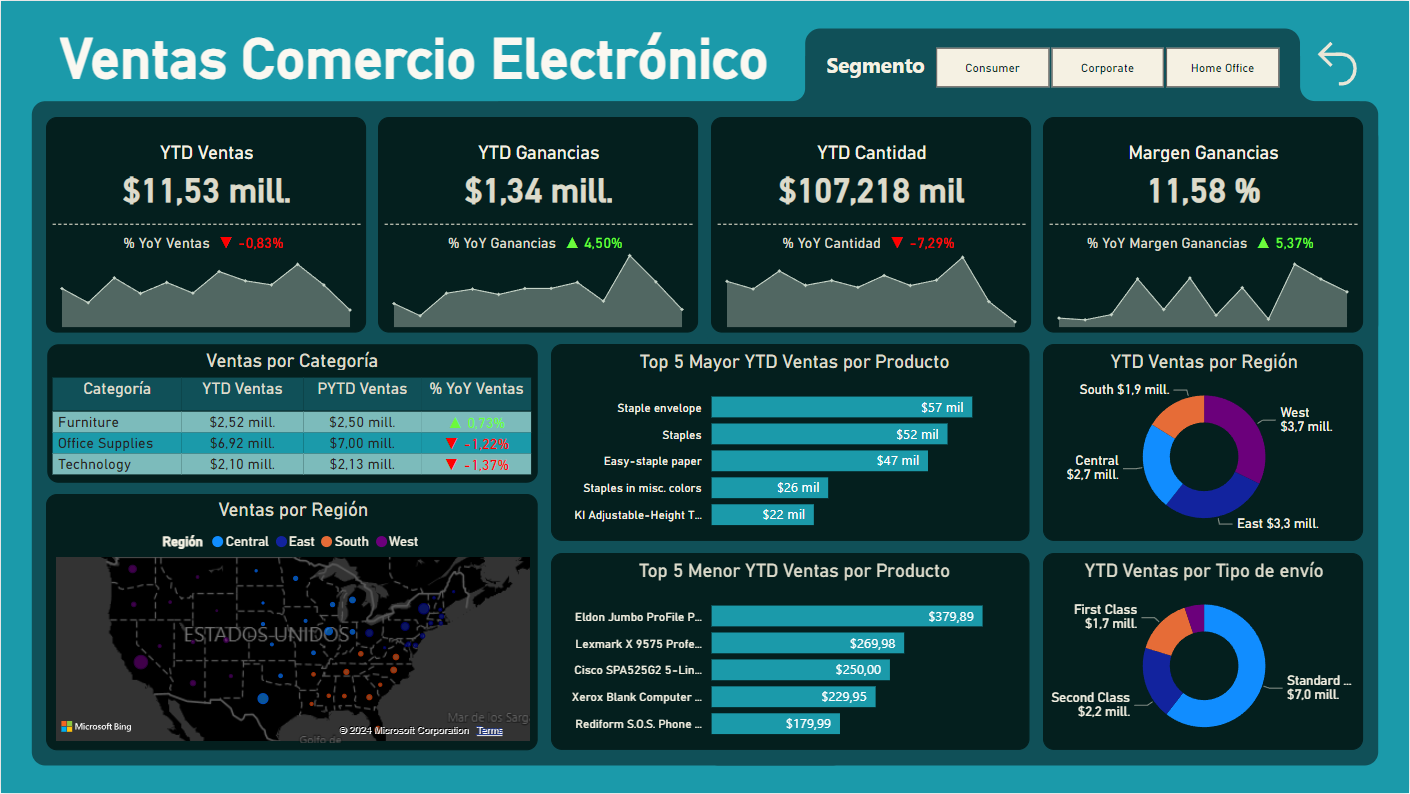 Ventas Comercio Electrónico
Segmento
Consumer
Corporate
Home Office
YTD Ventas
$11,53 mill.
% YoY Ventas ▼ -0,83%
YTD Ganancias
$1,34 mill.
% YoY Ganancias ▲ 4,50%
YTD Cantidad
$107,218 mil
% YoY Cantidad ▼ -7,29%
Margen Ganancias
11,58 %
% YoY Margen Ganancias ▲ 5,37%
Ventas por Categoría
Categoría YTD Ventas PYTD Ventas % YoY Ventas
Furniture $2,52 mill. $2,50 mill. ▲ 0,73%
Office Supplies $6,92 mill. $7,00 mill. ▼ -1,22%
Technology $2,10 mill. $2,13 mill. ▼ -1,37%
Top 5 Mayor YTD Ventas por Producto
Staple envelope $57 mil
Staples $52 mil
Easy-staple paper $47 mil
Staples in misc. colors $26 mil
KI Adjustable-Height T... $22 mil
YTD Ventas por Región
South $1,9 mill.
West
$3,7 mill.
Central
$2,7 mill.
East $3,3 mill.
Ventas por Región
Región Central East South West
ESTADOS UNIDOS
Mar de los Sarg
Golfo de
Microsoft Bing
© 2024 Microsoft Corporation Terms
Top 5 Menor YTD Ventas por Producto
Eldon Jumbo ProFile P... $379,89
Lexmark X 9575 Profe... $269,98
Cisco SPA525G2 5-Lin... $250,00
Xerox Blank Computer ... $229,95
Rediform S.O.S. Phone ... $179,99
YTD Ventas por Tipo de envío
First Class
$1,7 mill.
Second Class
$2,2 mill.
Standard ...
$7,0 mill.